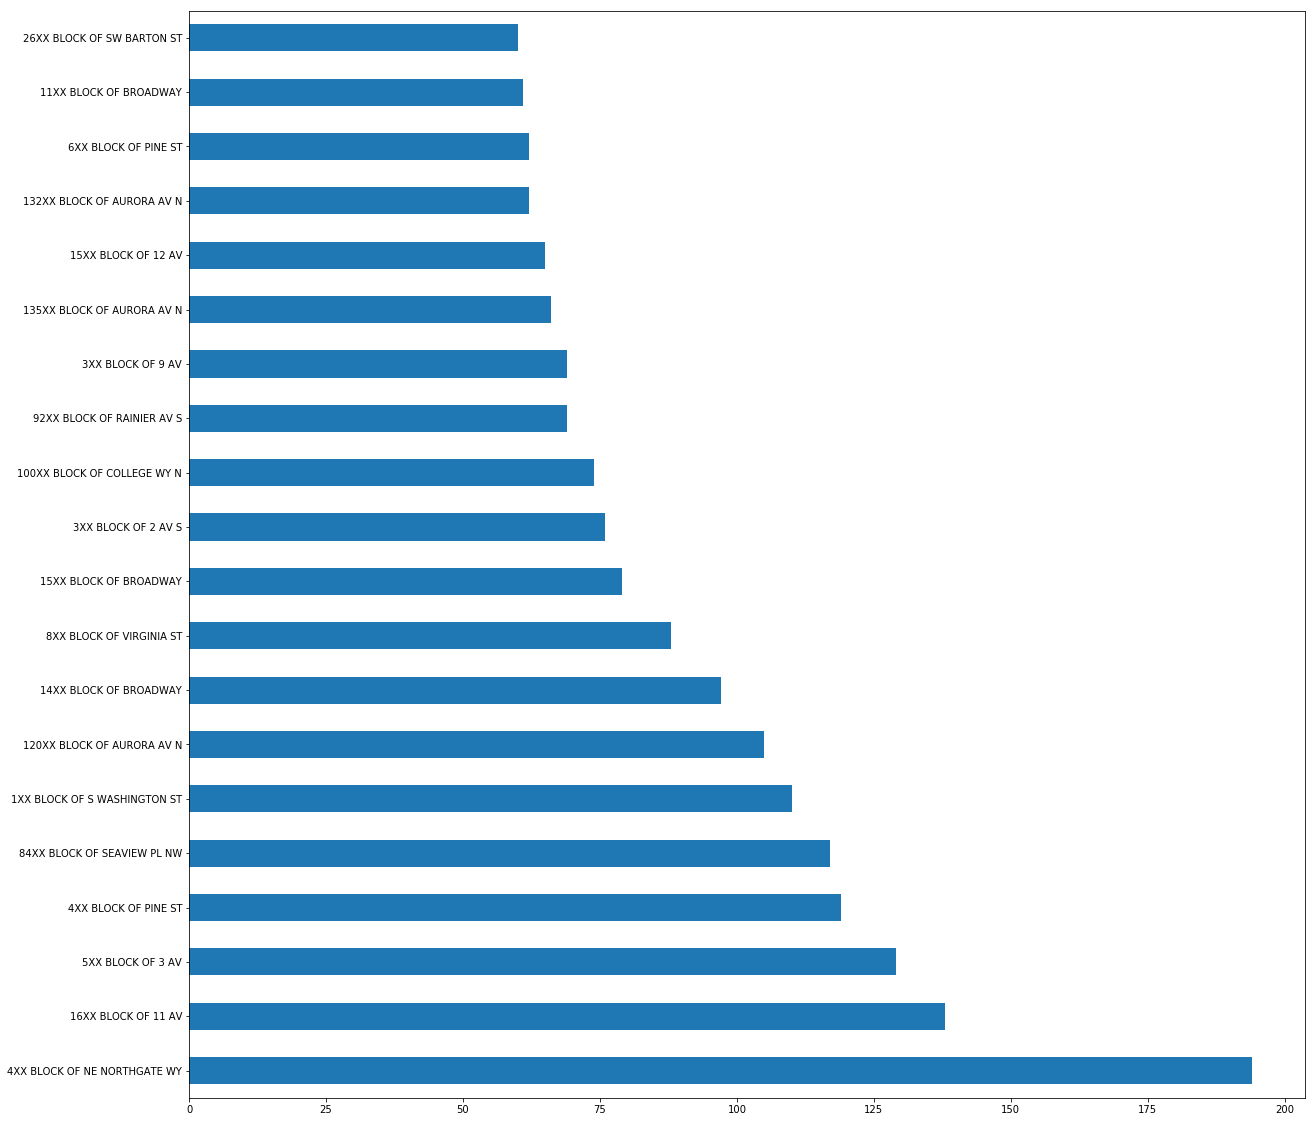 26XX BLOCK OF SW BARTON ST
11XX BLOCK OF BROADWAY
6XX BLOCK OF PINE ST
132XX BLOCK OF AURORA AV N
15XX BLOCK OF 12 AV
135XX BLOCK OF AURORA AV N
3XX BLOCK OF 9 AV
92XX BLOCK OF RAINIER AV S
100XX BLOCK OF COLLEGE WY N
3XX BLOCK OF 2 AV S
15XX BLOCK OF BROADWAY
8XX BLOCK OF VIRGINIA ST
14XX BLOCK OF BROADWAY
120XX BLOCK OF AURORA AV N
1XX BLOCK OF S WASHINGTON ST
84XX BLOCK OF SEAVIEW PL NW
4XX BLOCK OF PINE ST
5XX BLOCK OF 3 AV
16XX BLOCK OF 11 AV
4XX BLOCK OF NE NORTHGATE WY
0 25 50 75 100 125 150 175 200